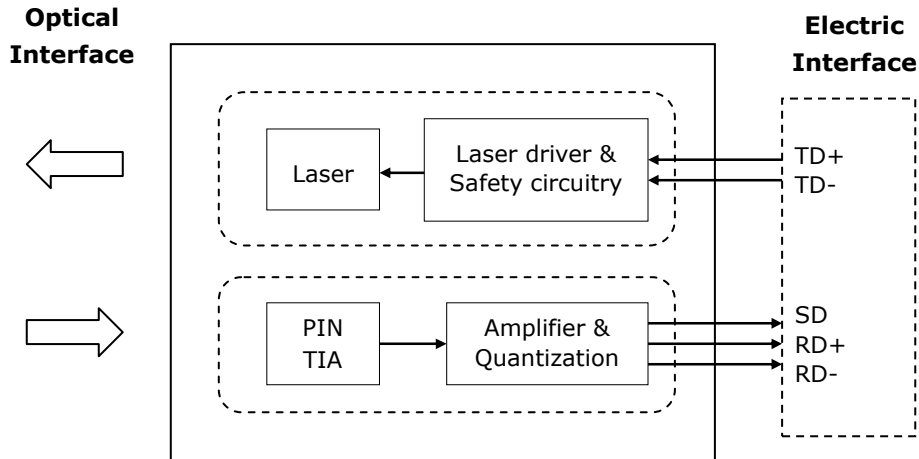 Optical
Interface
Electric
Interface
Laser
Laser driver &
Safety circuitry
TD+
TD-
PIN
TIA
Amplifier &
Quantization
SD
RD+
RD-